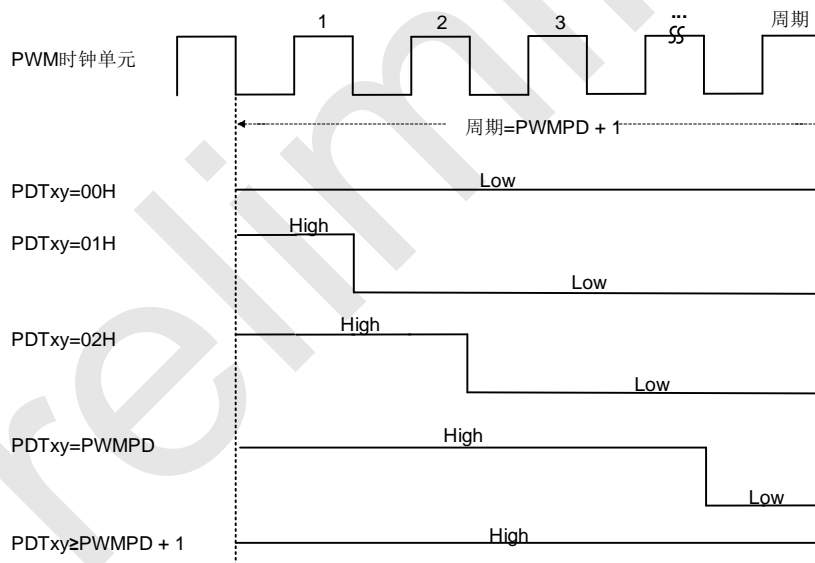 1 2 3 ... 周期
PWM时钟单元
周期=PWMPD + 1
PDTxy=00H Low
PDTxy=01H High Low
PDTxy=02H High Low
PDTxy=PWMPD High Low
PDTxy≥PWMPD + 1 High
relimi